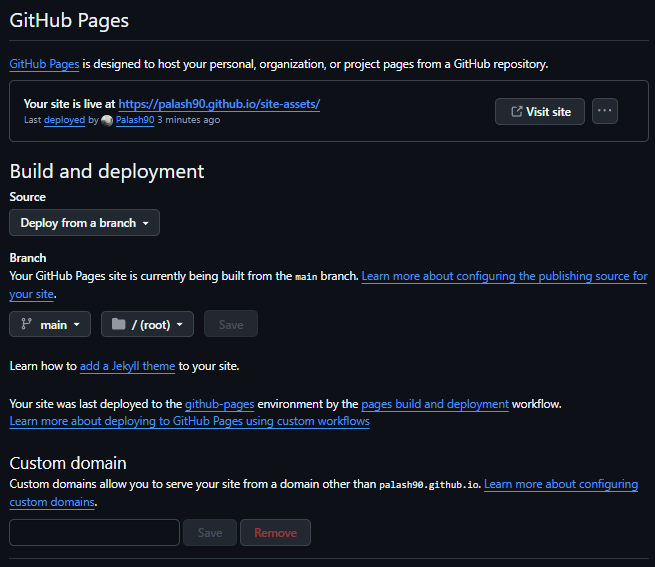 GitHub Pages
GitHub Pages is designed to host your personal, organization, or project pages from a GitHub repository.
Your site is live at https://palash90.github.io/site-assets/
Last deployed by Palash90 3 minutes ago
Visit site
Build and deployment
Source
Deploy from a branch
Branch
Your GitHub Pages site is currently being built from the main branch. Learn more about configuring the publishing source for
your site.
main
/ (root)
Save
Learn how to add a Jekyll theme to your site.
Your site was last deployed to the github-pages environment by the pages build and deployment workflow.
Learn more about deploying to GitHub Pages using custom workflows
Custom domain
Custom domains allow you to serve your site from a domain other than palash90.github.io. Learn more about configuring
custom domains.
Save
Remove